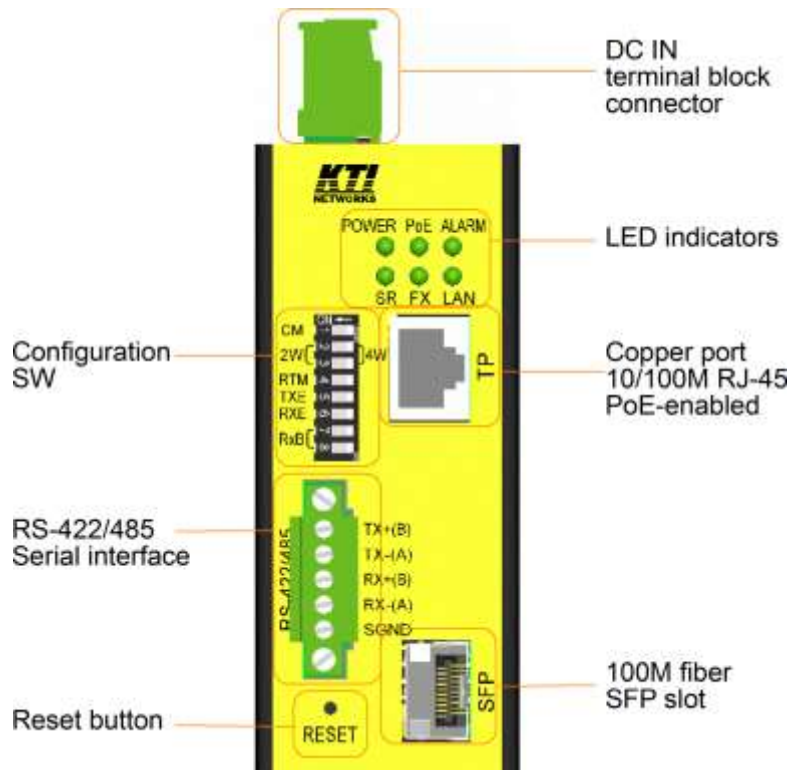 DC IN
terminal block
connector
KTI
NETWORKS
POWER PoE ALARM
LED indicators
SR FX LAN
Configuration
SW
CM
2W
4W
RTM
TXE
RXE
RxB
TP
Copper port
10/100M RJ-45
PoE-enabled
RS-422/485
Serial interface
RS-422/485
TX+(B)
TX-(A)
RX+(B)
RX-(A)
SGND
SFP
100M fiber
SFP slot
Reset button
RESET